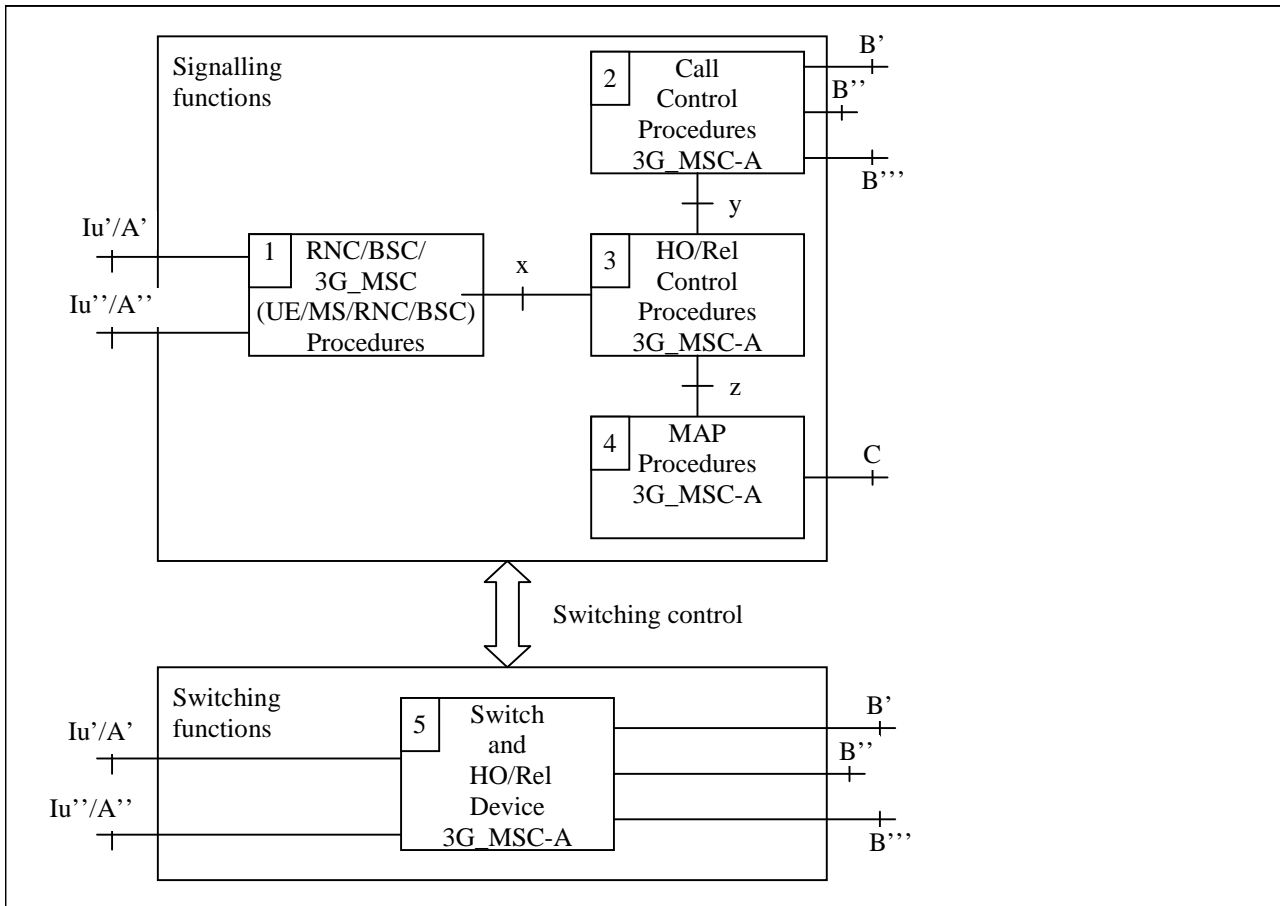 Signalling
functions
2
Call
Control
Procedures
3G_MSC-A
B'
B’’
B’’’
y
Iu’/A'
Iu’’/A’’
1
RNC/BSC/
3G_MSC
(UE/MS/RNC/BSC)
Procedures
x
3
HO/Rel
Control
Procedures
3G_MSC-A
z
4
MAP
Procedures
3G_MSC-A
C
Switching control
Switching
functions
Iu’/A'
Iu’’/A’’
5
Switch
and
HO/Rel
Device
3G_MSC-A
B'
B’’
B’’’